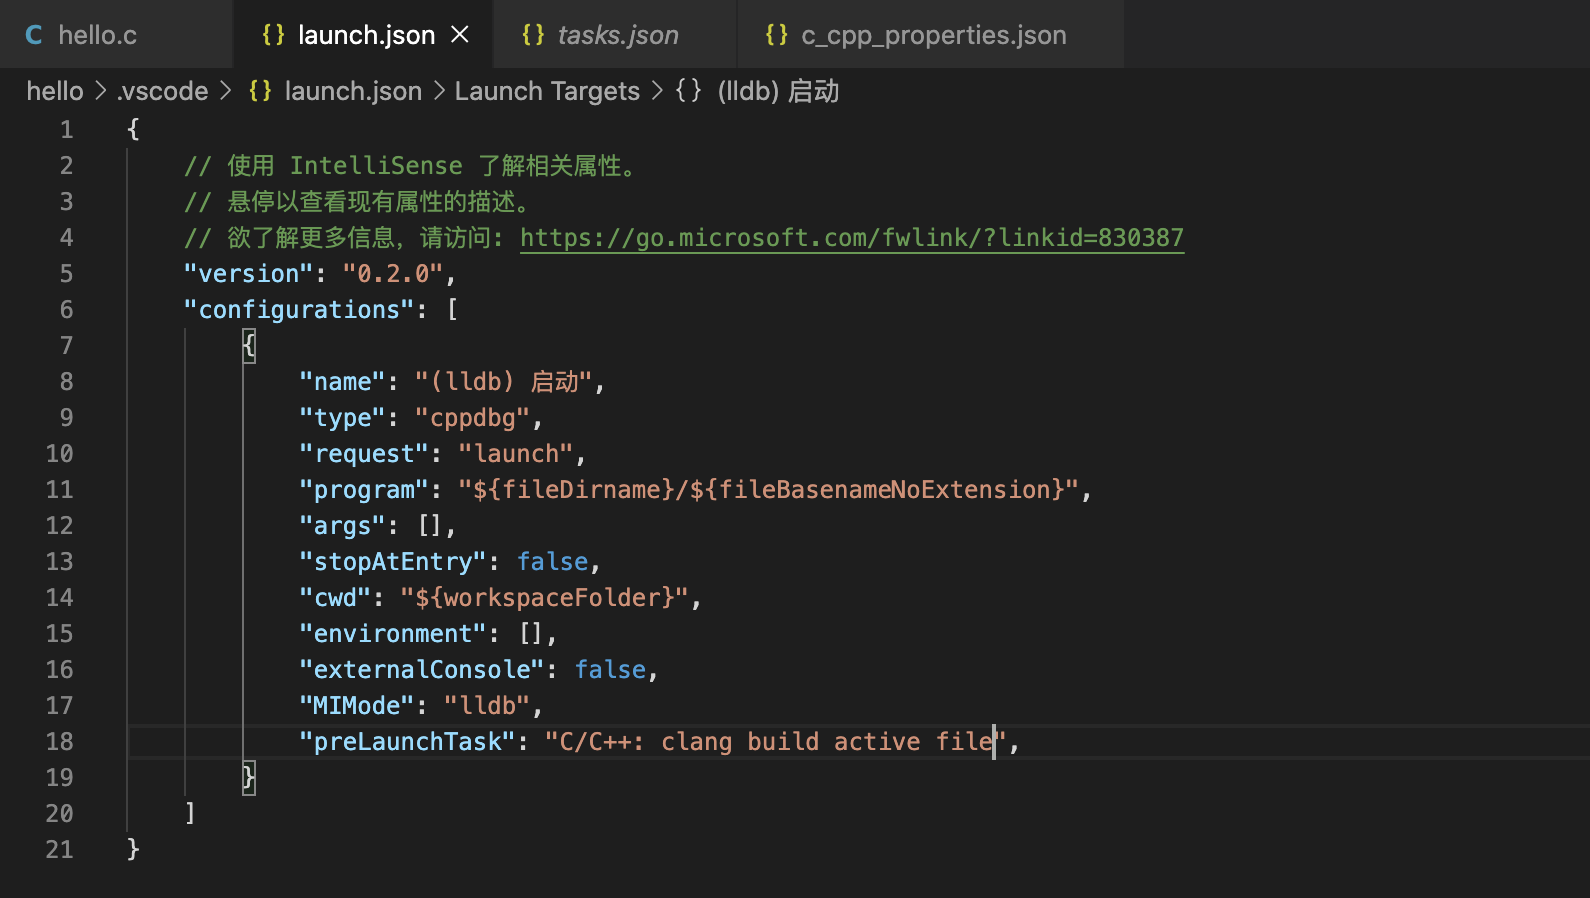 C hello.c {} launch.json × {} tasks.json {} c_cpp_properties.json
hello > .vscode > {} launch.json > Launch Targets > {} (lldb) 启动
1 {
2 // 使用 IntelliSense 了解相关属性。
3 // 悬停以查看现有属性的描述。
4 // 欲了解更多信息，请访问: https://go.microsoft.com/fwlink/?linkid=830387
5 "version": "0.2.0",
6 "configurations": [
7 {
8 "name": "(lldb) 启动",
9 "type": "cppdbg",
10 "request": "launch",
11 "program": "${fileDirname}/${fileBasenameNoExtension}",
12 "args": [],
13 "stopAtEntry": false,
14 "cwd": "${workspaceFolder}",
15 "environment": [],
16 "externalConsole": false,
17 "MIMode": "lldb",
18 "preLaunchTask": "C/C++: clang build active file",
19 }
20 ]
21 }